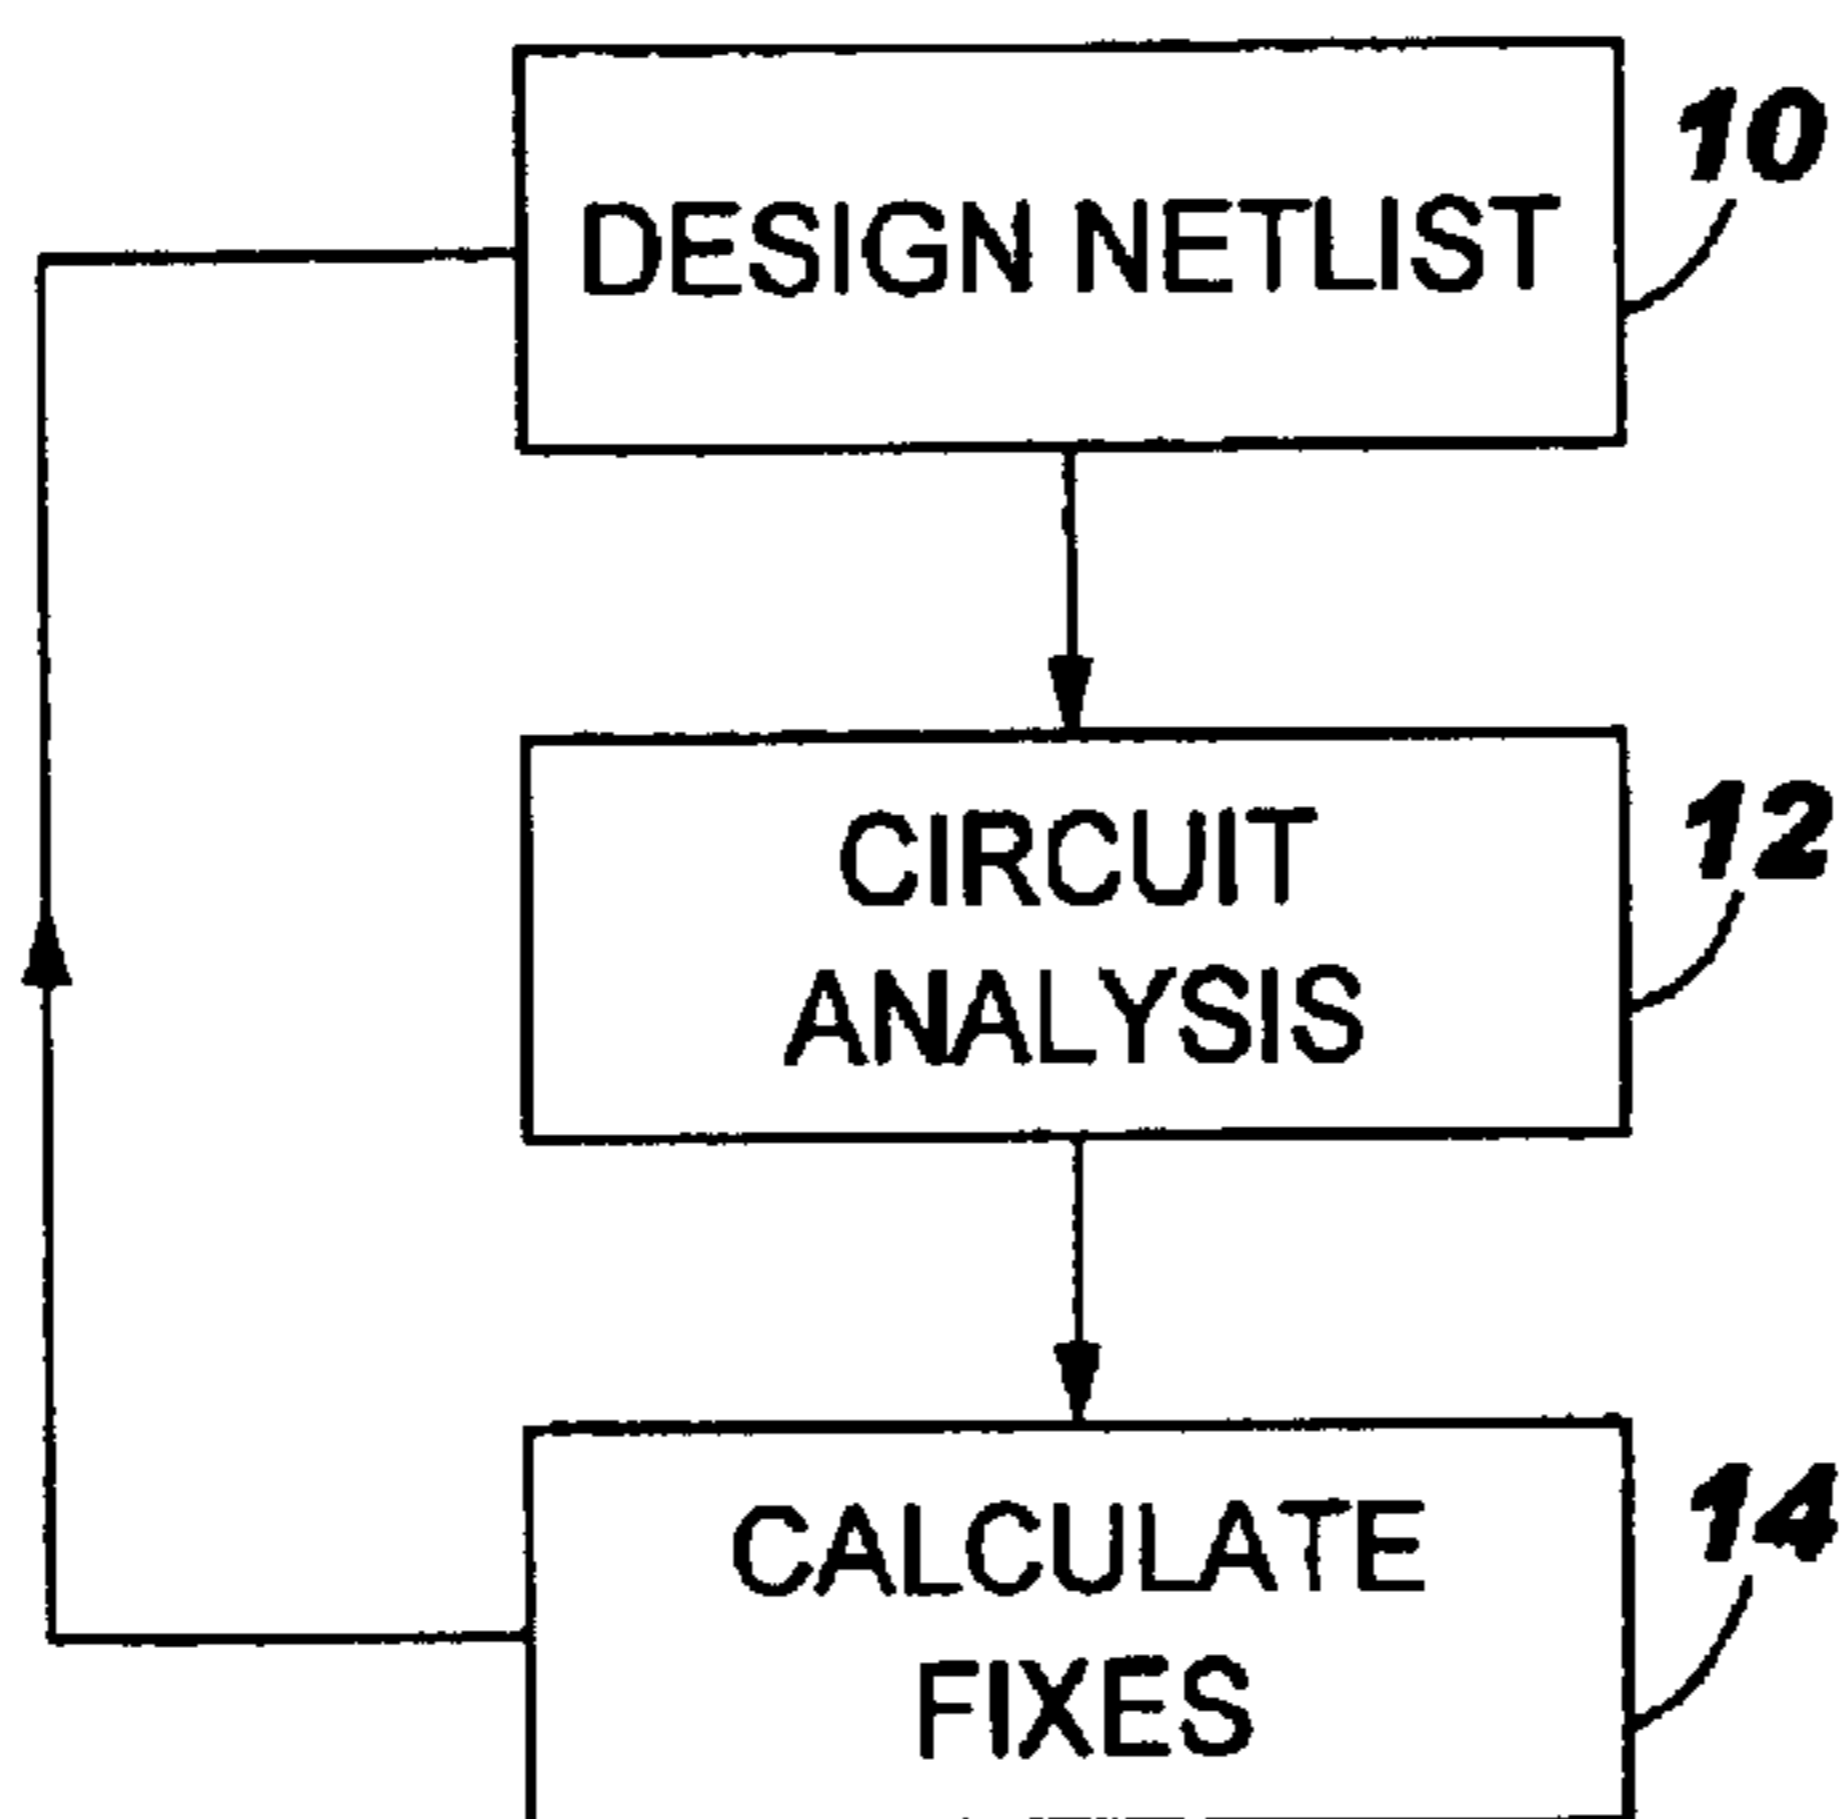 DESIGN NETLIST
10
CIRCUIT
ANALYSIS
12
CALCULATE
FIXES
14